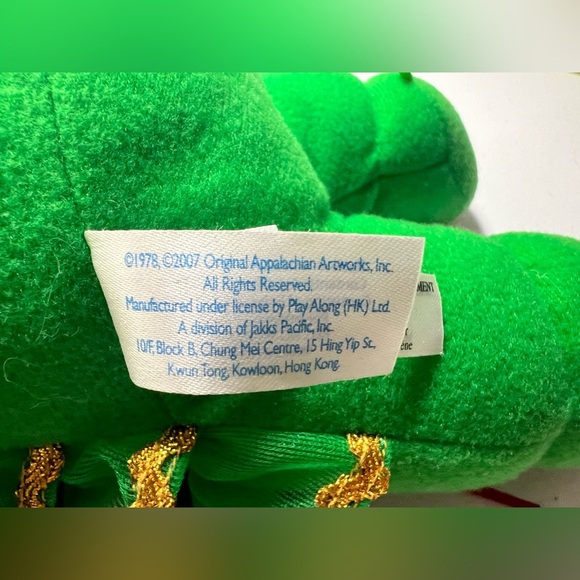 ©1978, ©2007 Original Appalachian Artworks, Inc.
All Rights Reserved.
Manufactured under license by Play Along (HK) Ltd.
A division of Jakks Pacific, Inc.
10/F, Block B, Chung Mei Centre, 15 Hing Yip St.,
Kwun Tong, Kowloon, Hong Kong.